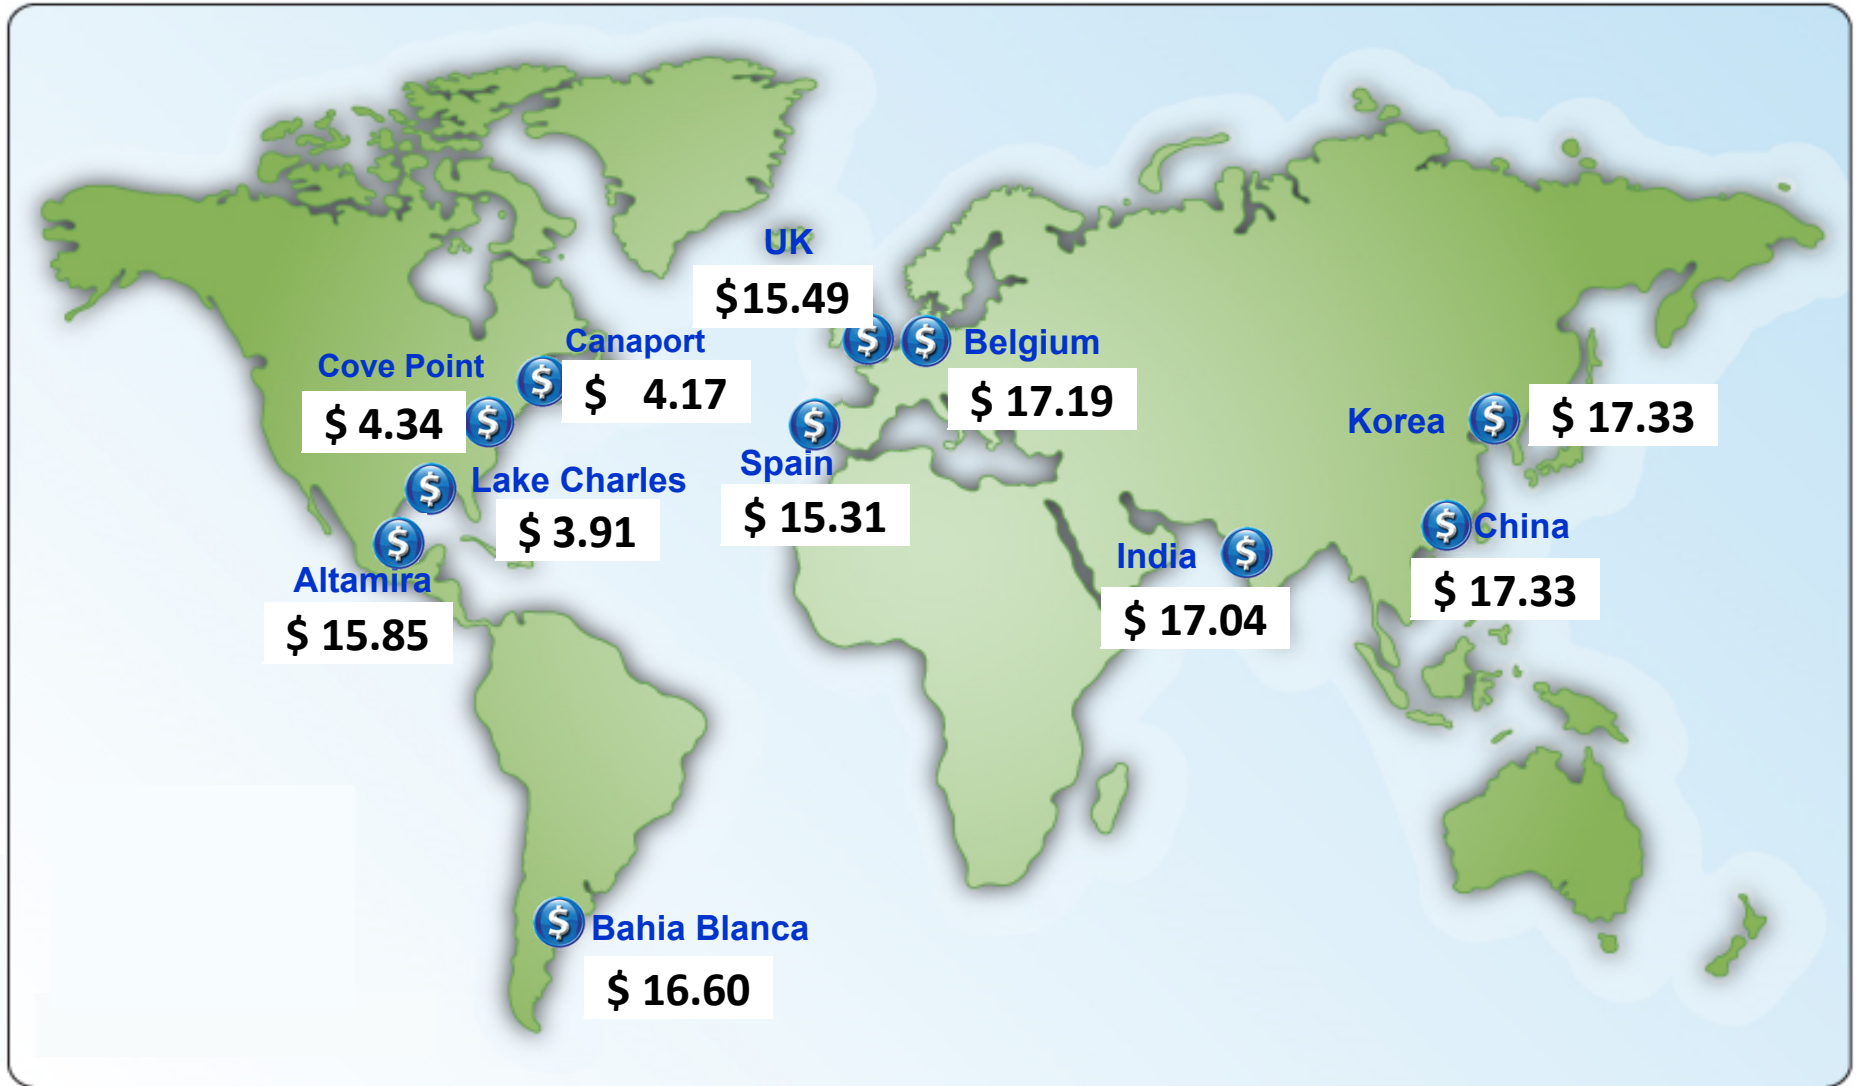 UK
$15.49
Belgium
$ 17.19
Canaport
$ 4.17
Cove Point
$ 4.34
Lake Charles
$ 3.91
Altamira
$ 15.85
Spain
$ 15.31
Korea
$ 17.33
China
$ 17.33
India
$ 17.04
Bahia Blanca
$ 16.60